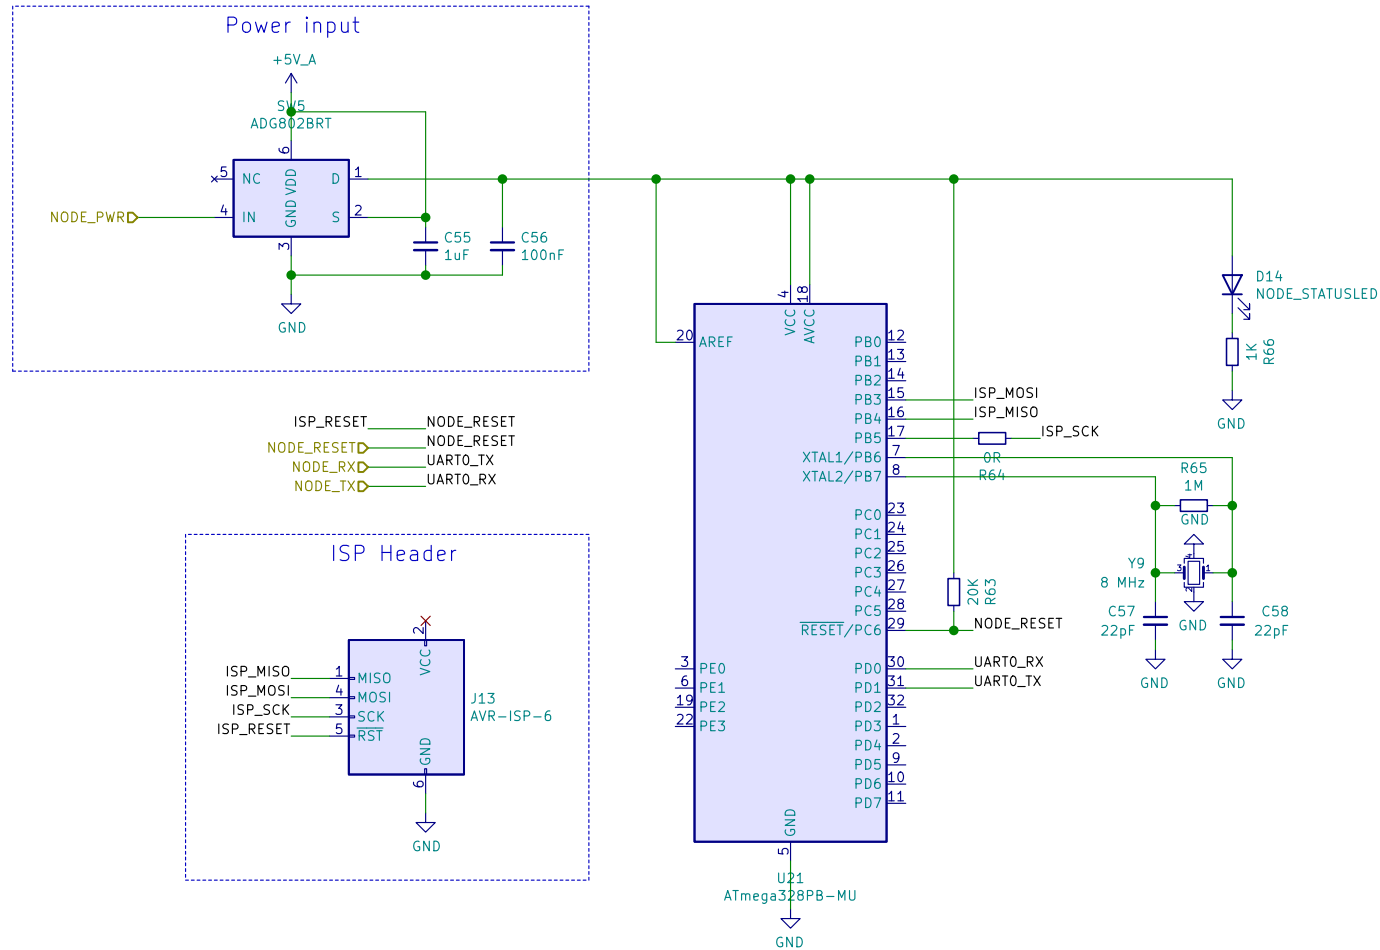 Power input
+5V_A
SW5
ADG802BRT
6
5 NC VDD D 1
NODE_PWR 4 IN GND S 2
3
C55
1uF
C56
100nF
GND
D14
NODE_STATUSLED
1K
R66
GND
4 18
VCC
AVCC
20 AREF
PB0 12
PB1 13
PB2 14
PB3 15 ISP_MOSI
PB4 16 ISP_MISO
PB5 17 ISP_SCK
0R
R64
XTAL1/PB6 7
XTAL2/PB7 8
PC0 23
PC1 24
PC2 25
PC3 26
PC4 27
PC5 28
RESET/PC6 29 NODE_RESET
20K
R63
3 PE0
6 PE1
19 PE2
22 PE3
PD0 30 UART0_RX
PD1 31 UART0_TX
PD2 32
PD3 1
PD4 2
PD5 9
PD6 10
PD7 11
GND
5
U21
ATmega328PB-MU
GND
R65
1M
GND
Y9
8 MHz
4
3 1
2
GND
C57
22pF
C58
22pF
GND
GND
ISP_RESET NODE_RESET
NODE_RESET NODE_RESET
NODE_RX UART0_TX
NODE_TX UART0_RX
ISP Header
2
VCC
ISP_MISO 1 MISO
ISP_MOSI 4 MOSI
ISP_SCK 3 SCK
ISP_RESET 5 RST
GND
6
J13
AVR-ISP-6
GND